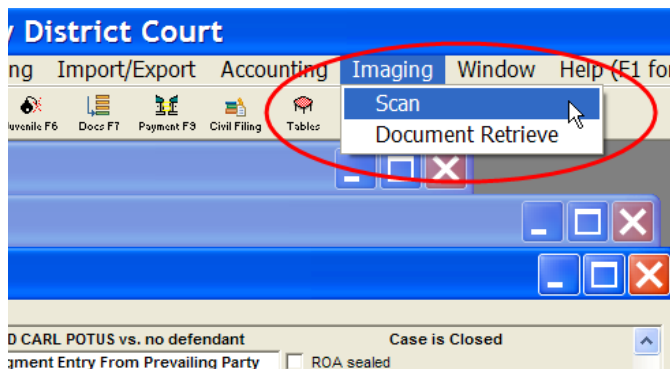 y District Court
ng Import/Export Accounting Imaging Window Help (F1 fo
Juvenile F6 Docs F7 Payment F9 Civil Filing Tables
Scan
Document Retrieve
D CARL POTUS vs. no defendant Case is Closed
gment Entry From Prevailing Party ROA sealed